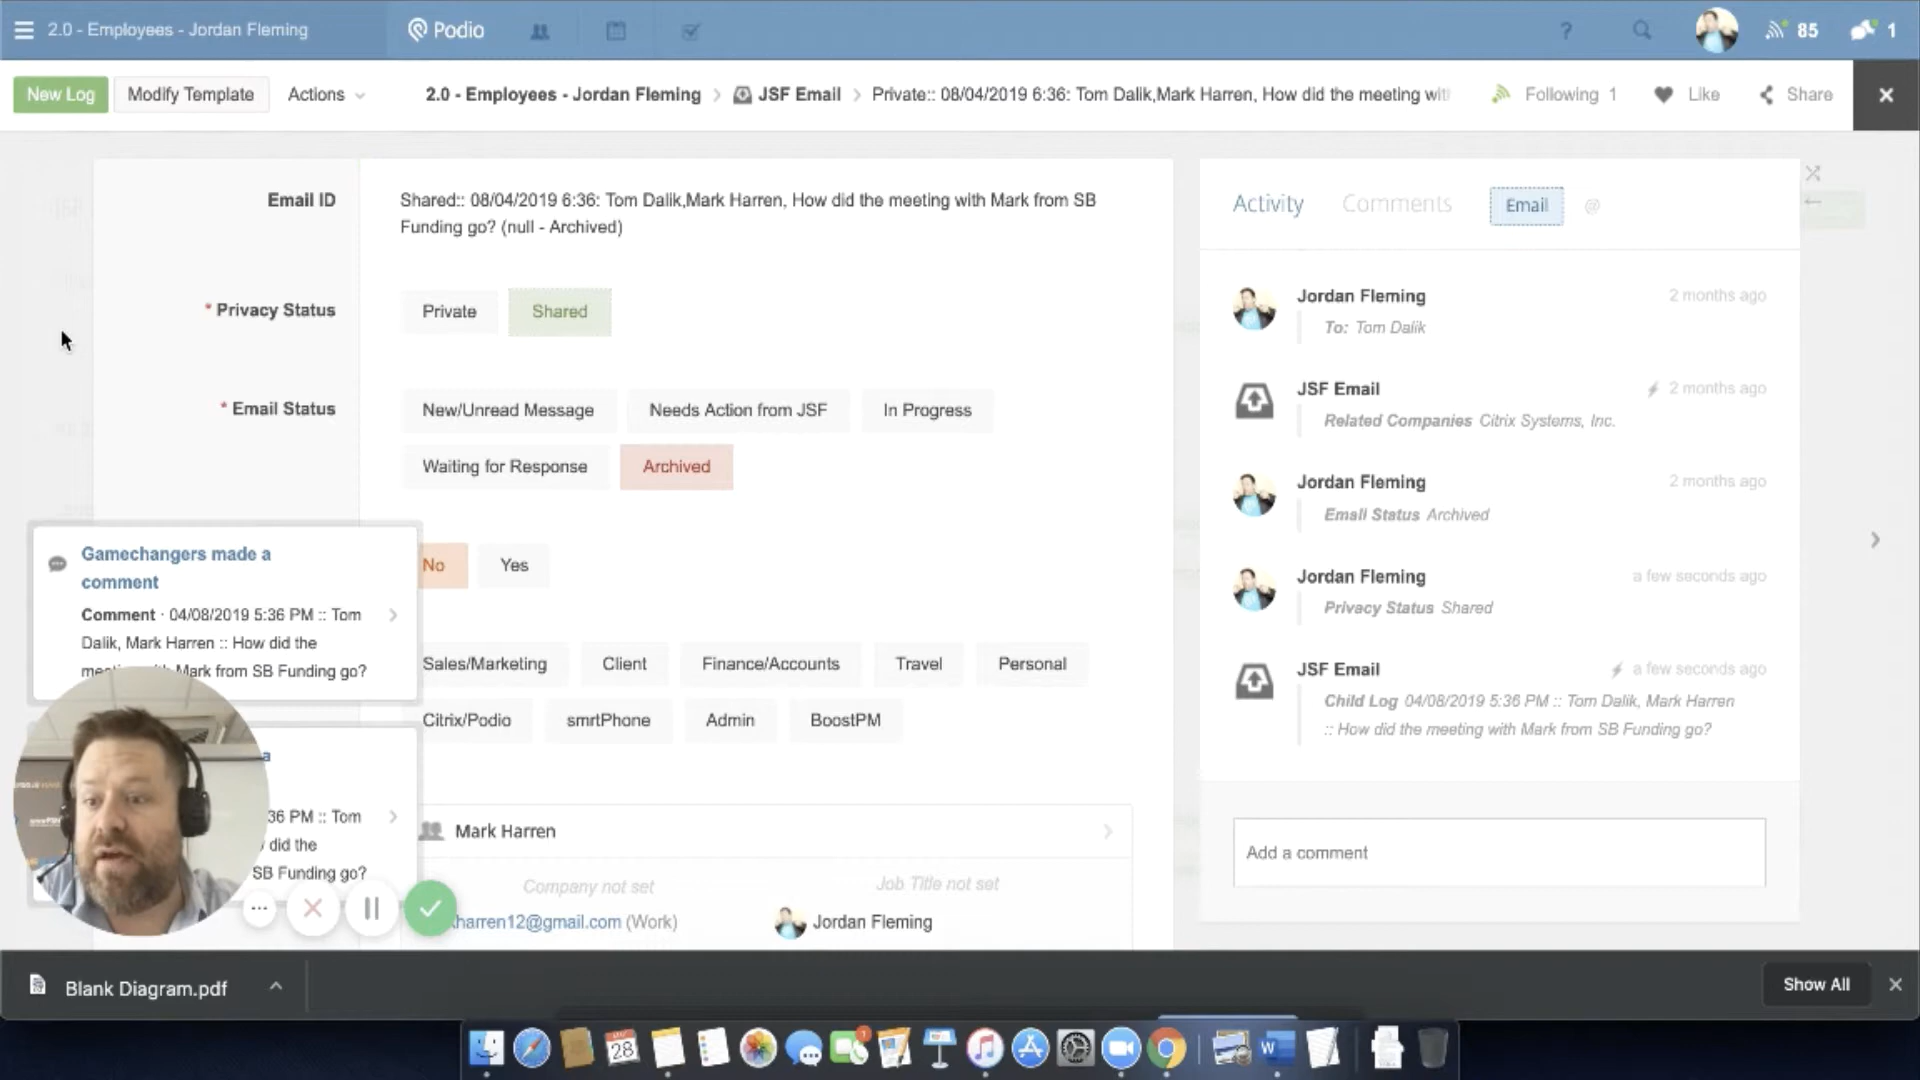 2.0 - Employees - Jordan Fleming
Podio
?
85
1
New Log
Modify Template
Actions
2.0 - Employees - Jordan Fleming
JSF Email
Private:: 08/04/2019 6:36: Tom Dalik,Mark Harren, How did the meeting wit
Following 1
Like
Share
Email ID
Shared:: 08/04/2019 6:36: Tom Dalik,Mark Harren, How did the meeting with Mark from SB
Funding go? (null - Archived)
* Privacy Status
Private
Shared
* Email Status
New/Unread Message
Needs Action from JSF
In Progress
Waiting for Response
Archived
No
Yes
Sales/Marketing
Client
Finance/Accounts
Travel
Personal
Citrix/Podio
smrtPhone
Admin
BoostPM
Mark Harren
Company not set
Job Title not set
harren12@gmail.com (Work)
Jordan Fleming
Gamechangers made a
comment
Comment · 04/08/2019 5:36 PM :: Tom
Dalik, Mark Harren :: How did the
Mark from SB Funding go?
a
36 PM :: Tom
did the
SB Funding go?
Activity
Comments
Email
@
Jordan Fleming
2 months ago
To: Tom Dalik
JSF Email
2 months ago
Related Companies Citrix Systems, Inc.
Jordan Fleming
2 months ago
Email Status Archived
Jordan Fleming
a few seconds ago
Privacy Status Shared
JSF Email
a few seconds ago
Child Log 04/08/2019 5:36 PM :: Tom Dalik, Mark Harren
:: How did the meeting with Mark from SB Funding go?
Add a comment
Blank Diagram.pdf
Show All
28
1
W